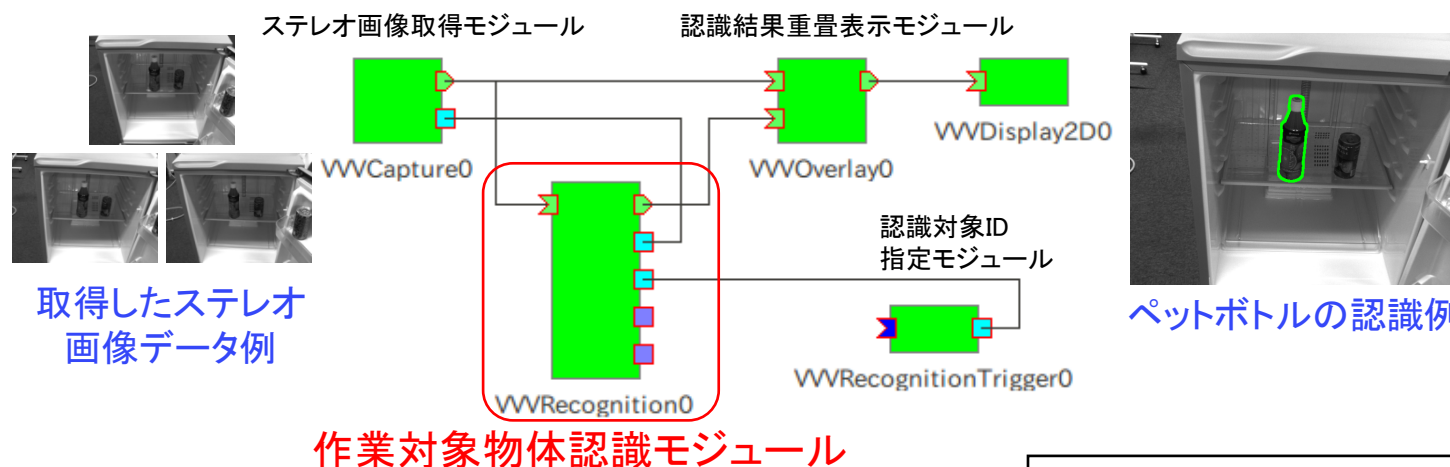 ステレオ画像取得モジュール
認識結果重畳表示モジュール
VVVCapture0
VVVOverlay0
VVVDisplay2D0
認識対象ID
指定モジュール
取得したステレオ
画像データ例
ペットボトルの認識例
VVVRecognitionTrigger0
VVVRecognition0
作業対象物体認識モジュール